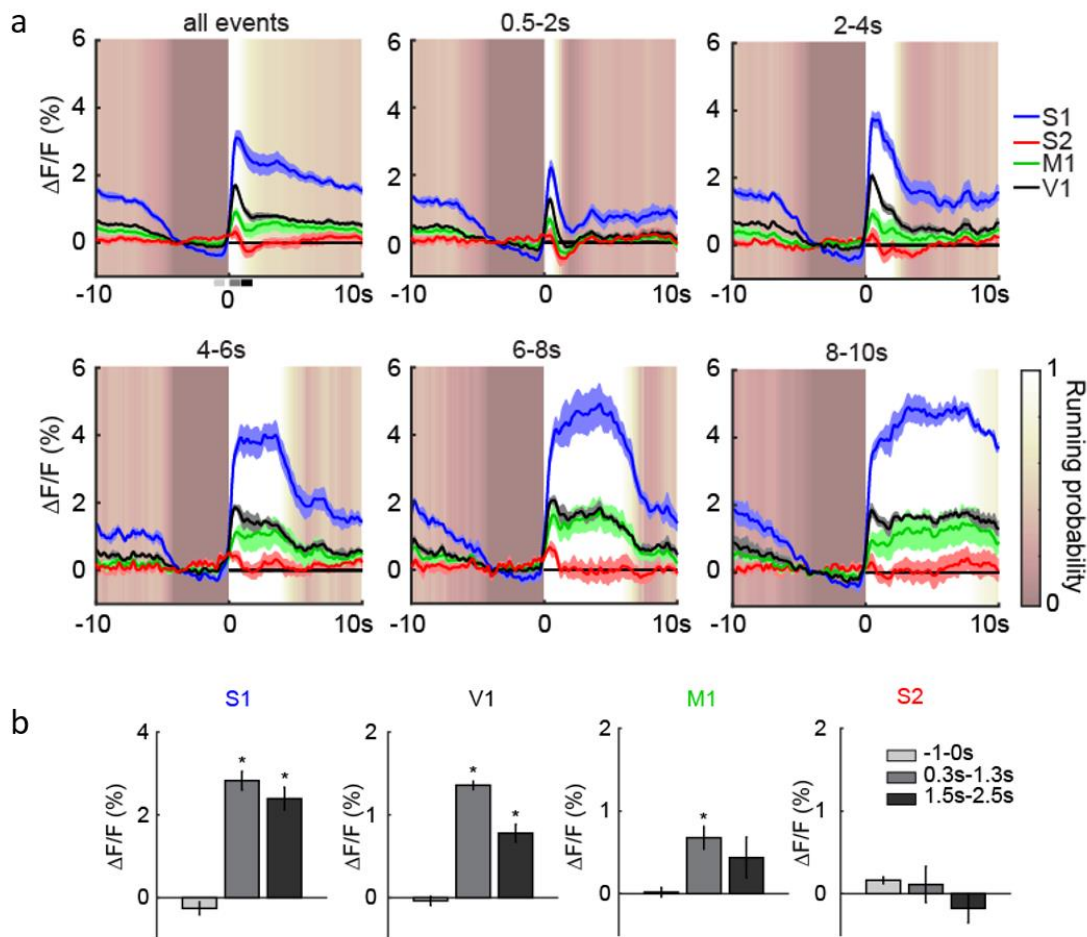 a
all events
0.5-2s
2-4s
6
4
2
0
ΔF/F (%)
-10
0
10s
-10
0
10s
-10
0
10s
6
4
2
0
6
4
2
0
S1
S2
M1
V1
4-6s
6-8s
8-10s
6
4
2
0
ΔF/F (%)
-10
0
10s
6
4
2
0
-10
0
10s
6
4
2
0
-10
0
10s
1
0
Running probability
b
S1
V1
M1
S2
4
2
0
ΔF/F (%)
2
1
0
ΔF/F (%)
2
1
0
ΔF/F (%)
2
1
0
ΔF/F (%)
* *
* *
*
-1-0s
0.3s-1.3s
1.5s-2.5s